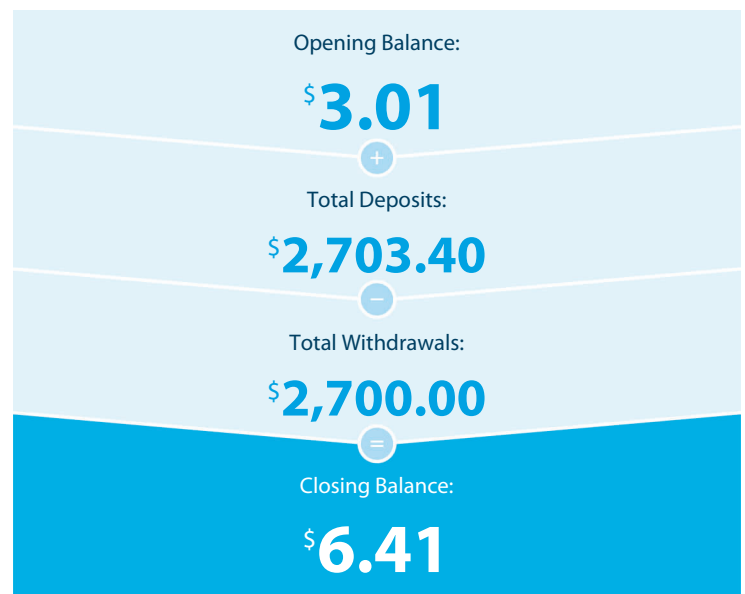 Opening Balance:
$3.01
+
Total Deposits:
$2,703.40
−
Total Withdrawals:
$2,700.00
=
Closing Balance:
$6.41